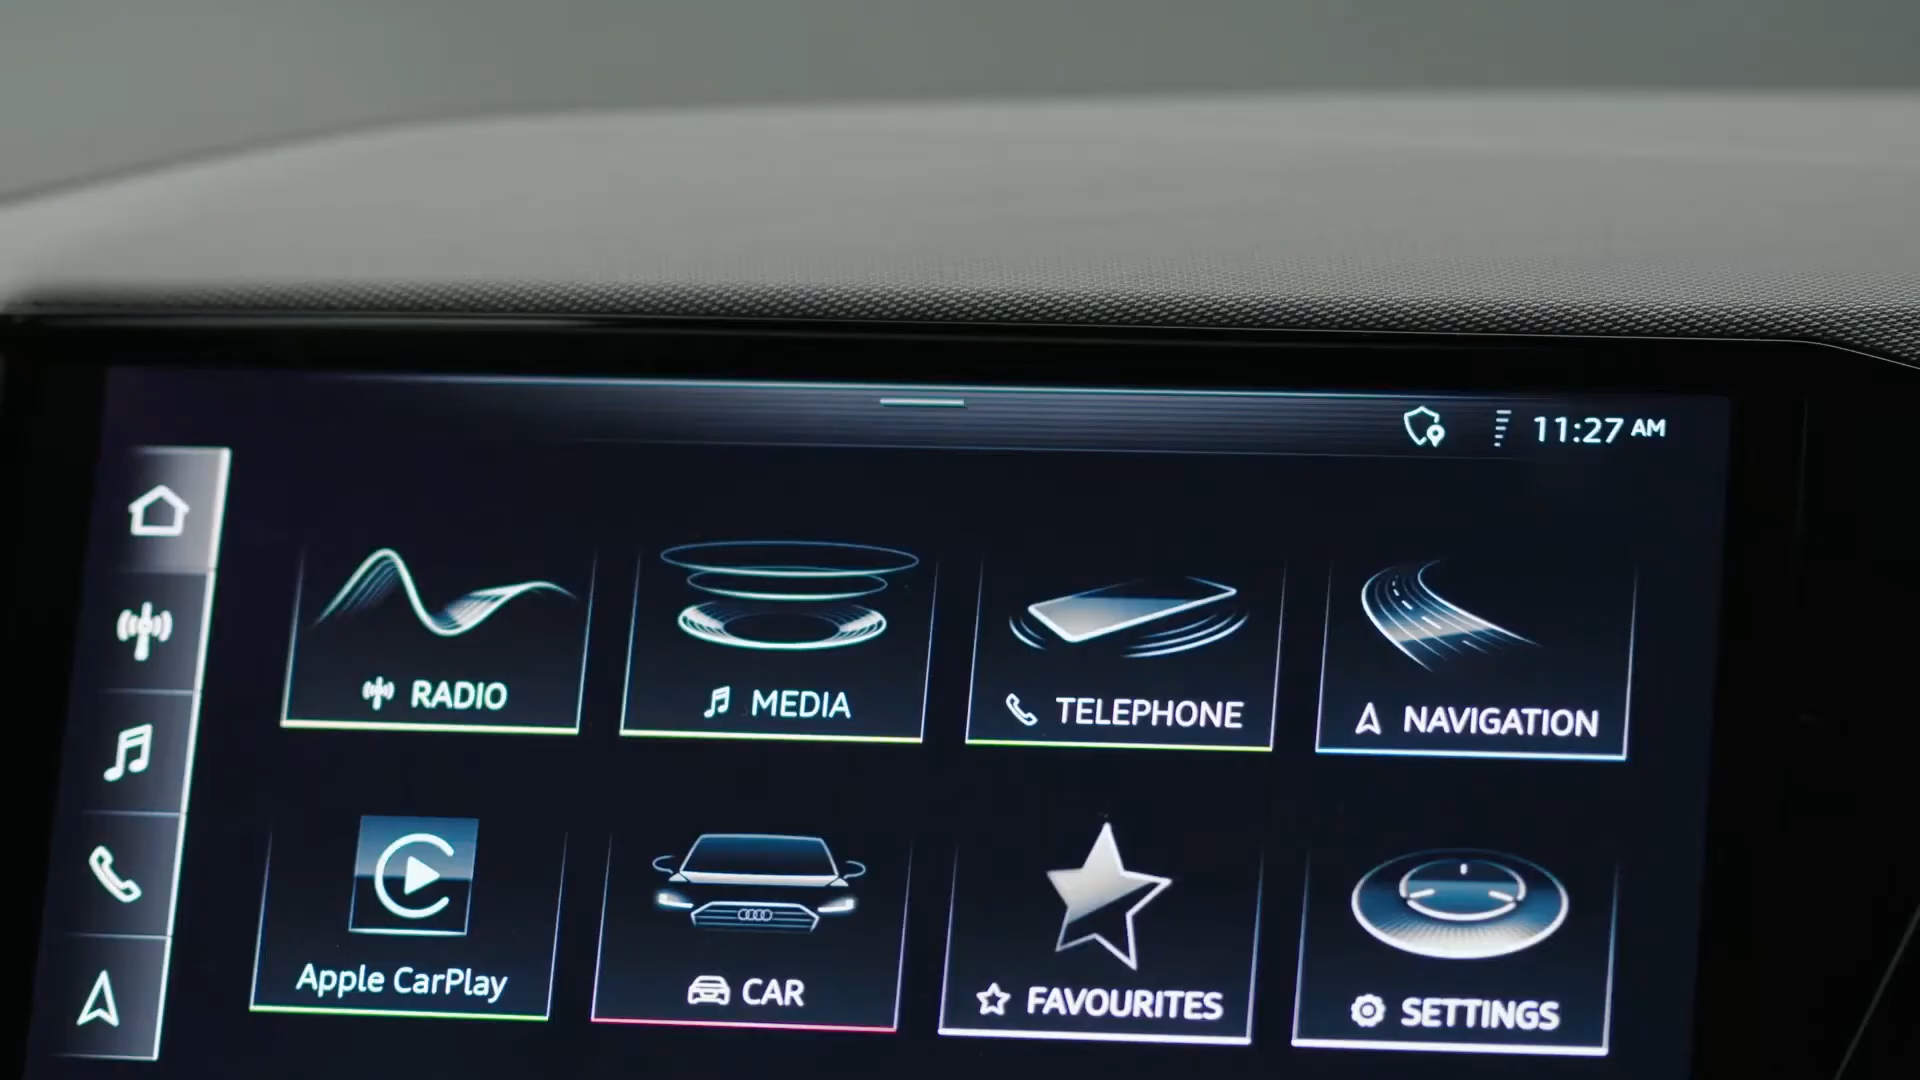 11:27 AM
RADIO
MEDIA
TELEPHONE
NAVIGATION
Apple CarPlay
CAR
FAVOURITES
SETTINGS